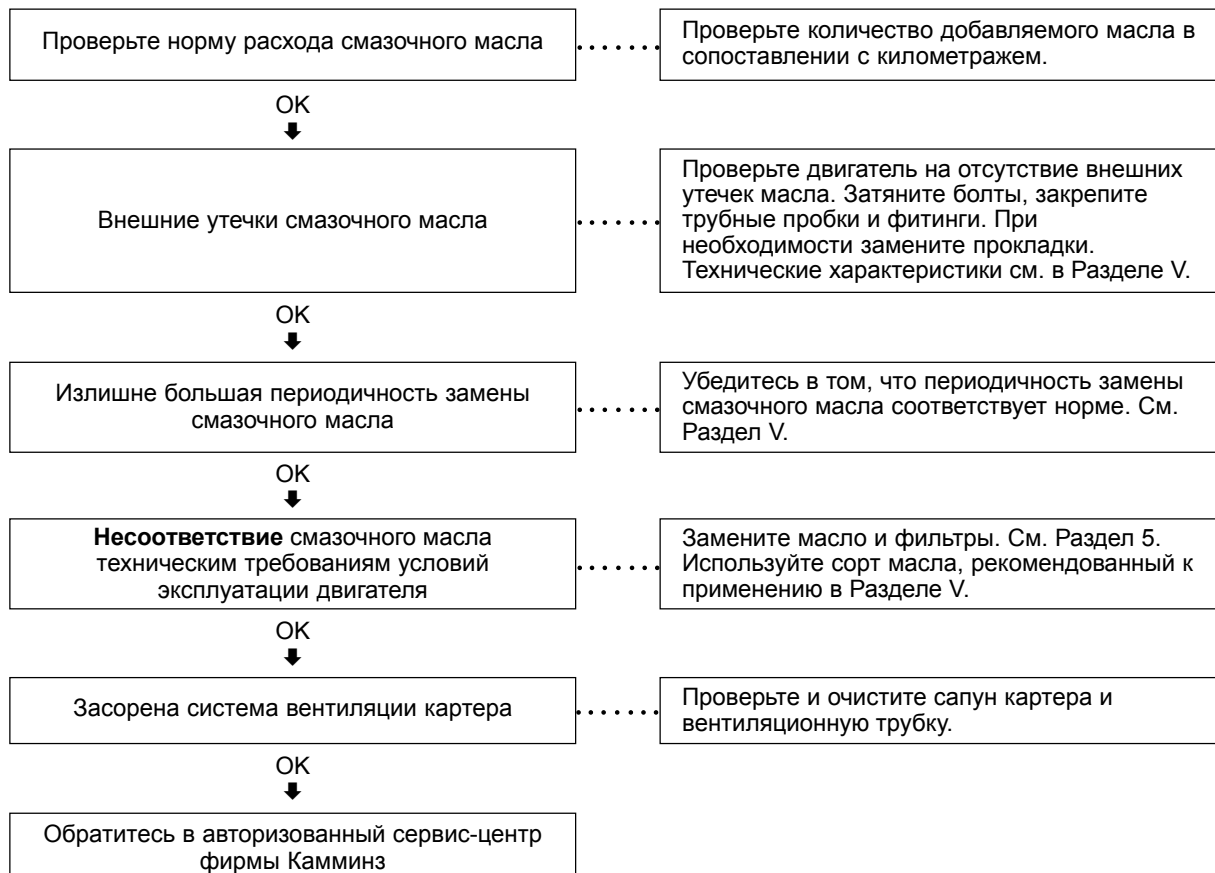 Проверьте норму расхода смазочного масла
Проверьте количество добавляемого масла в
сопоставлении с километражем.
OK
Внешние утечки смазочного масла
Проверьте двигатель на отсутствие внешних
утечек масла. Затяните болты, закрепите
трубные пробки и фитинги. При
необходимости замените прокладки.
Технические характеристики см. в Разделе V.
OK
Излишне большая периодичность замены
смазочного масла
Убедитесь в том, что периодичность замены
смазочного масла соответствует норме. См.
Раздел V.
OK
Несоответствие смазочного масла
техническим требованиям условий
эксплуатации двигателя
Замените масло и фильтры. См. Раздел 5.
Используйте сорт масла, рекомендованный к
применению в Разделе V.
OK
Засорена система вентиляции картера
Проверьте и очистите сапун картера и
вентиляционную трубку.
OK
Обратитесь в авторизованный сервис-центр
фирмы Камминз